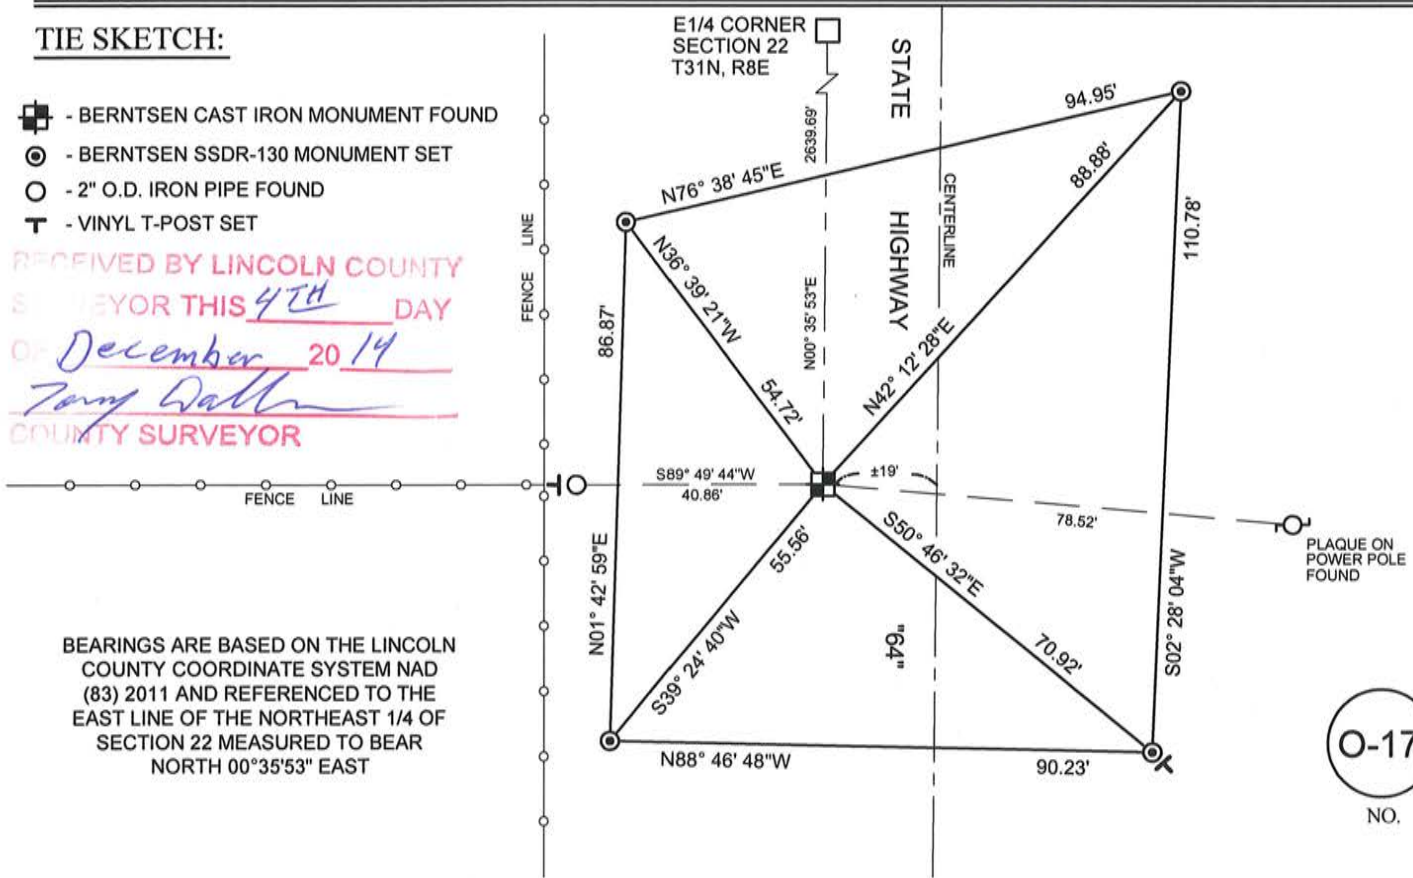 TIE SKETCH:
- BERNTSEN CAST IRON MONUMENT FOUND
- BERNTSEN SSDR-130 MONUMENT SET
- 2" O.D. IRON PIPE FOUND
- VINYL T-POST SET
RECEIVED BY LINCOLN COUNTY
SURVEYOR THIS 4TH DAY
OF December 2014
COUNTY SURVEYOR
BEARINGS ARE BASED ON THE LINCOLN
COUNTY COORDINATE SYSTEM NAD
(83) 2011 AND REFERENCED TO THE
EAST LINE OF THE NORTHEAST 1/4 OF
SECTION 22 MEASURED TO BEAR
NORTH 00°35'53" EAST
E1/4 CORNER
SECTION 22
T31N, R8E
2639.69'
N00° 35' 53"E
STATE
HIGHWAY
"64"
CENTERLINE
N76° 38' 45"E
94.95'
88.88'
N42° 12' 28"E
110.78'
S02° 28' 04"W
N36° 39' 21"W
54.72'
86.87'
N01° 42' 59"E
FENCE LINE
FENCE LINE
S89° 49' 44"W
40.86'
±19'
78.52'
PLAQUE ON
POWER POLE
FOUND
55.56'
S39° 24' 40"W
S50° 46' 32"E
70.92'
N88° 46' 48"W
90.23'
O-17
NO.